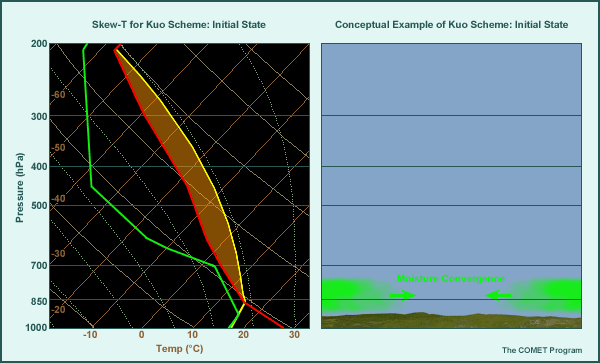 Skew-T for Kuo Scheme: Initial State
Conceptual Example of Kuo Scheme: Initial State
200
300
400
500
700
850
1000
Pressure (hPa)
-60
-50
-40
-30
-20
-10
0
10
20
30
Temp (°C)
Moisture Convergence
The COMET Program